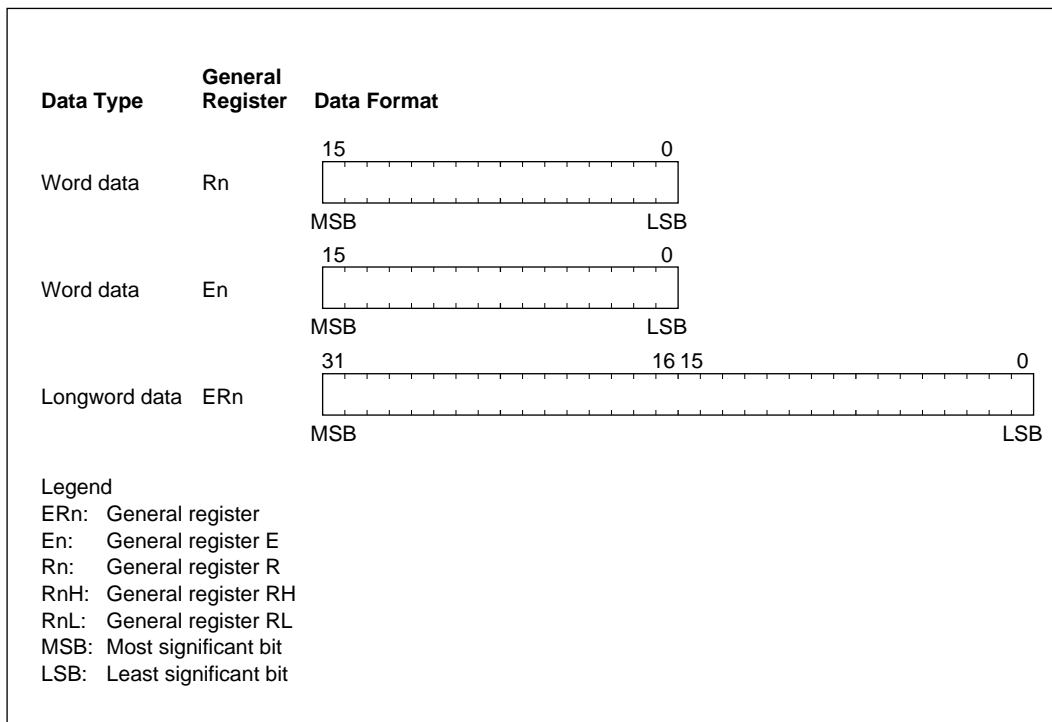 General
Data Type Register Data Format
15 0
Word data Rn
MSB LSB
15 0
Word data En
MSB LSB
31 16 15 0
Longword data ERn
MSB LSB
Legend
ERn: General register
En: General register E
Rn: General register R
RnH: General register RH
RnL: General register RL
MSB: Most significant bit
LSB: Least significant bit